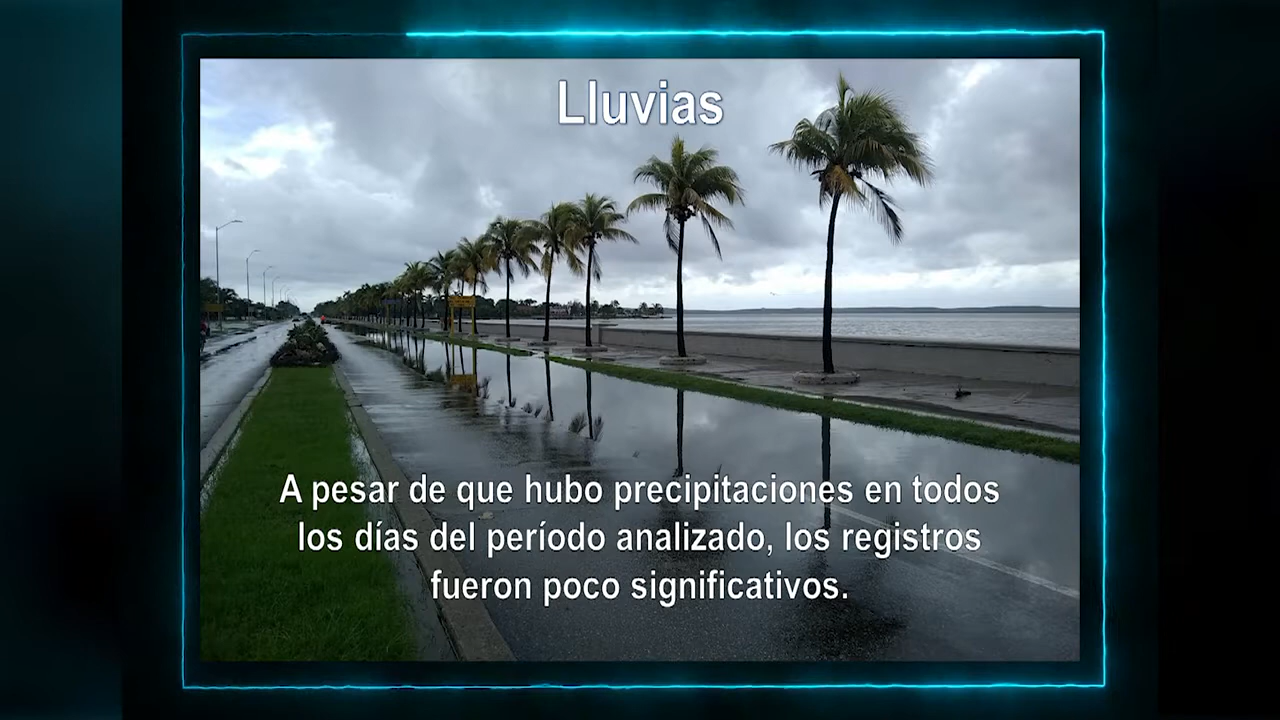 Lluvias
A pesar de que hubo precipitaciones en todos
los días del período analizado, los registros
fueron poco significativos.